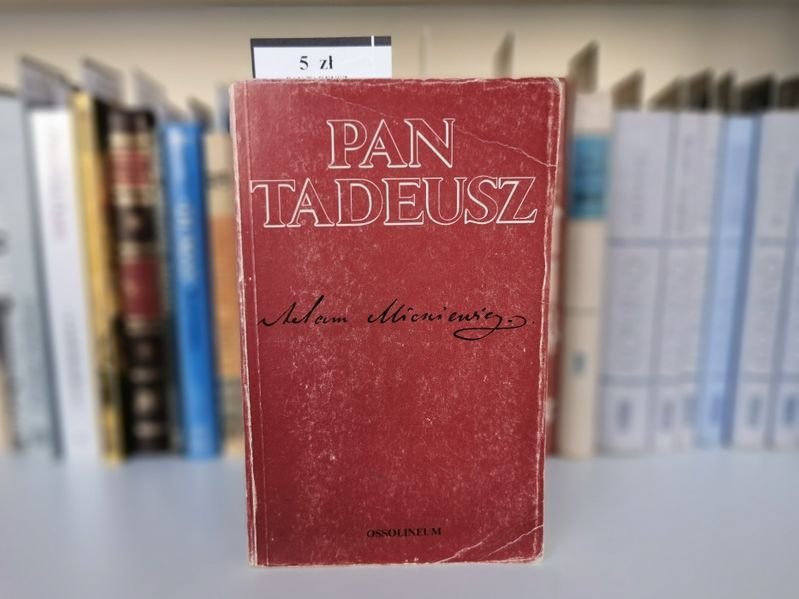 5 zł
PAN
TADEUSZ
Adam Mickiewicz.
OSSOLINEUM